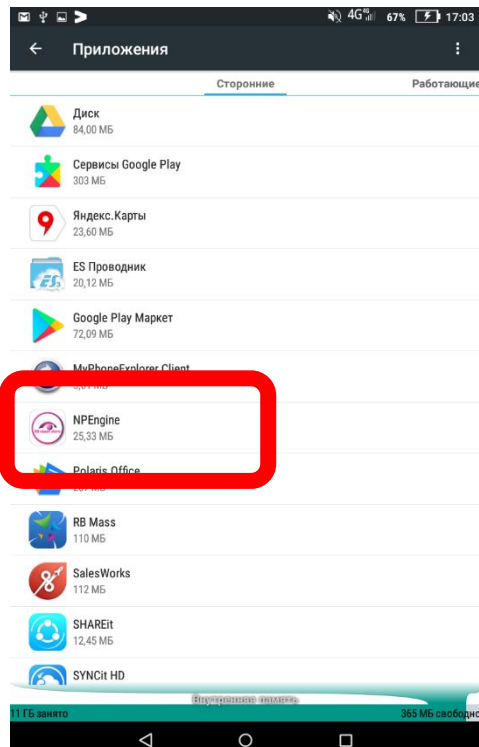 4G 4G 67% 17:03
Приложения
Сторонние Работающие
Диск
84,00 МБ
Сервисы Google Play
303 МБ
Яндекс.Карты
23,60 МБ
ES Проводник
20,12 МБ
Google Play Маркет
72,09 МБ
MyPhoneExplorer Client
NPEngine
25,33 МБ
Polaris Office
RB Mass
110 МБ
SalesWorks
112 МБ
SHAREit
12,45 МБ
SYNCit HD
Внутренняя память
11 ГБ занято 365 МБ свободно